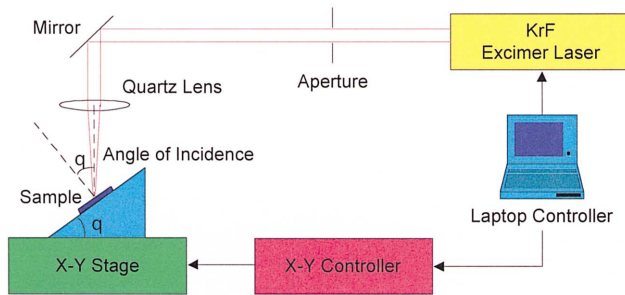 Mirror
KrF
Excimer Laser
Aperture
Quartz Lens
q
Angle of Incidence
Sample
q
Laptop Controller
X-Y Stage
X-Y Controller